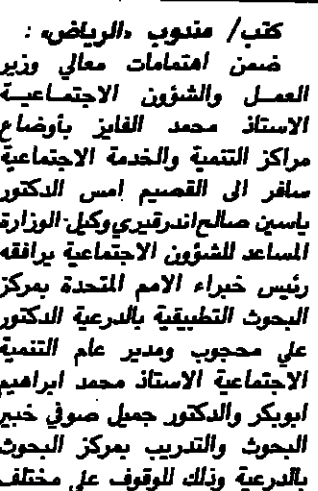 كتب/ مندوب «الرياض» :
ضمن اهتمامات معالي وزير
العمــل والشؤون الاجتمــاعيـــة
الاستاذ محمد الفايز بأوضاع
مراكز التنمية والخدمة الاجتماعية
سافر الى القصيم امس الدكتور
ياسين صالح اندرقيري وكيل الوزارة
المساعد للشؤون الاجتماعية يرافقه
رئيس خبراء الامم المتحدة بمركز
البحوث التطبيقية بالدرعية الدكتور
علي محجوب ومدير عام التنمية
الاجتماعية الاستاذ محمد ابراهيم
ابوبكر والدكتور جميل صوفي خبير
البحوث والتدريب بمركز البحوث
بالدرعية وذلك للوقوف على مختلف